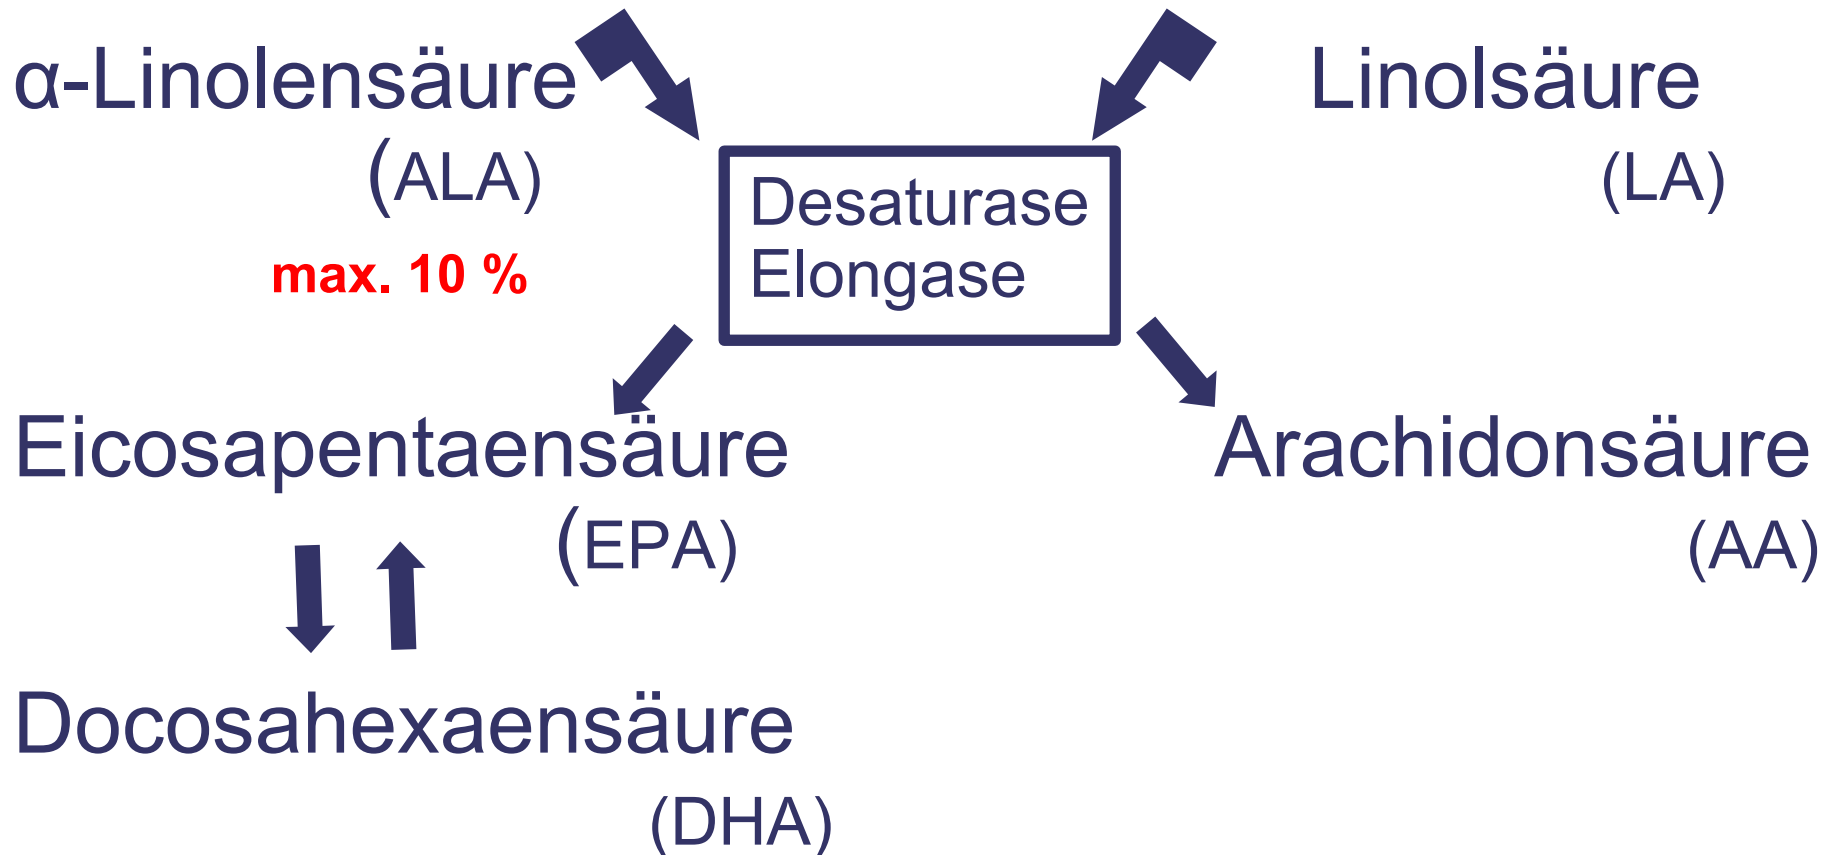 α-Linolensäure
(ALA)
max. 10 %
Linolsäure
(LA)
Desaturase
Elongase
Eicosapentaensäure
(EPA)
Arachidonsäure
(AA)
Docosahexaensäure
(DHA)